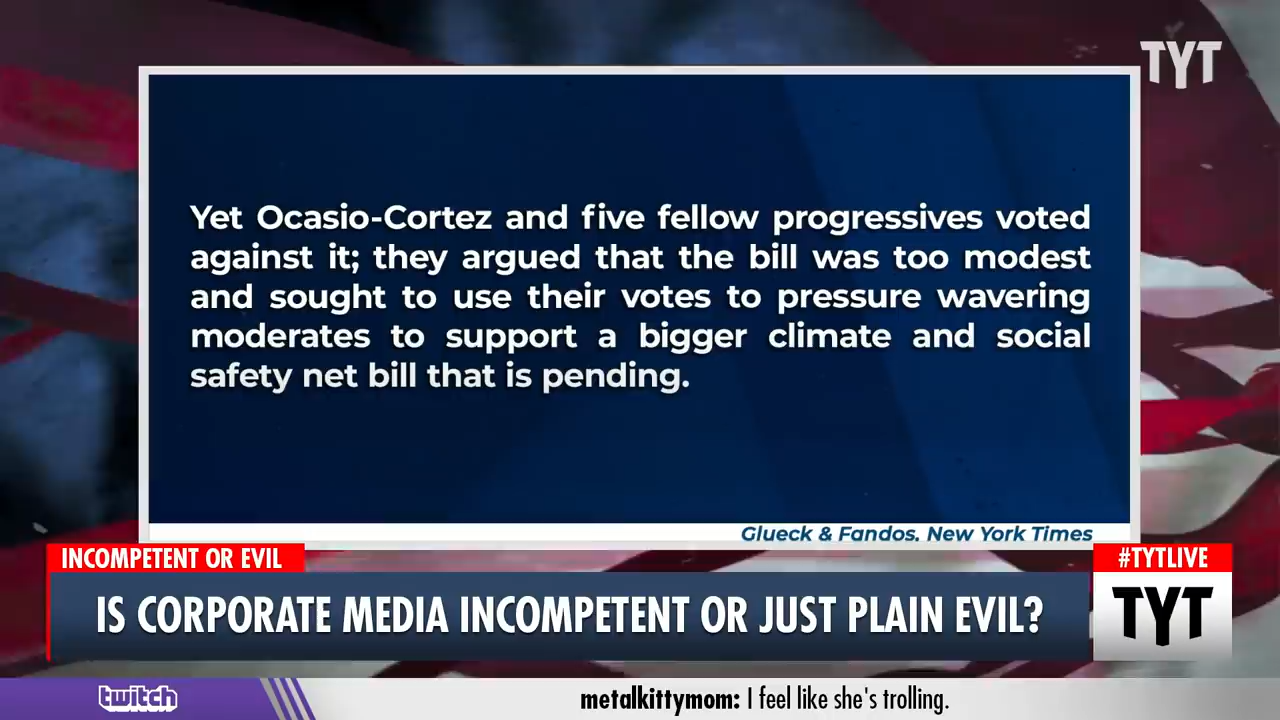 TYT
Yet Ocasio-Cortez and five fellow progressives voted
against it; they argued that the bill was too modest
and sought to use their votes to pressure wavering
moderates to support a bigger climate and social
safety net bill that is pending.
Glueck & Fandos, New York Times
INCOMPETENT OR EVIL
#TYTLIVE
IS CORPORATE MEDIA INCOMPETENT OR JUST PLAIN EVIL?
TYT
twitch
metalkittymom: I feel like she's trolling.